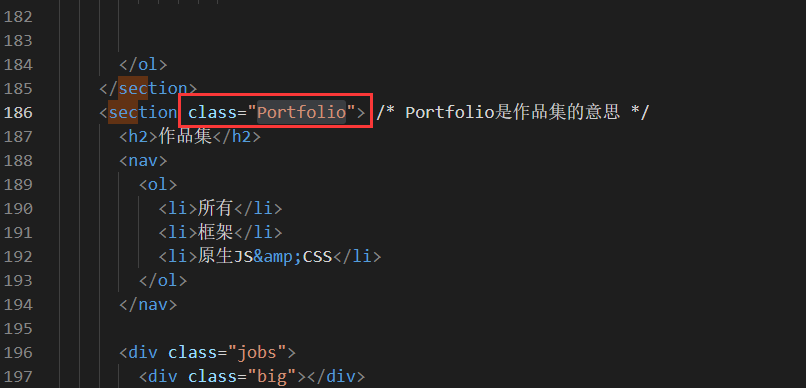 182
183
184 </ol>
185 </section>
186 <section class="Portfolio"> /* Portfolio是作品集的意思 */
187 <h2>作品集</h2>
188 <nav>
189 <ol>
190 <li>所有</li>
191 <li>框架</li>
192 <li>原生JS&amp;CSS</li>
193 </ol>
194 </nav>
195
196 <div class="jobs">
197 <div class="big"></div>